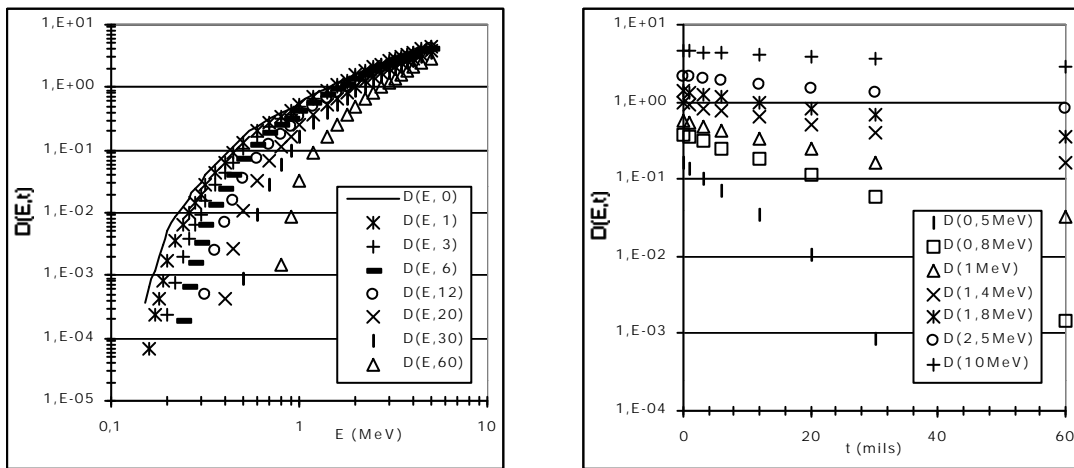 1,E+01
1,E+00
1,E-01
1,E-02
1,E-03
1,E-04
1,E-05
D(E,t)
0,1
1
10
E (MeV)
D(E, 0)
D(E, 1)
D(E, 3)
D(E, 6)
D(E,12)
D(E,20)
D(E,30)
D(E,60)
1,E+01
1,E+00
1,E-01
1,E-02
1,E-03
1,E-04
D(E,t)
0
20
40
60
t (mils)
D(0,5MeV)
D(0,8MeV)
D(1MeV)
D(1,4MeV)
D(1,8MeV)
D(2,5MeV)
D(10MeV)